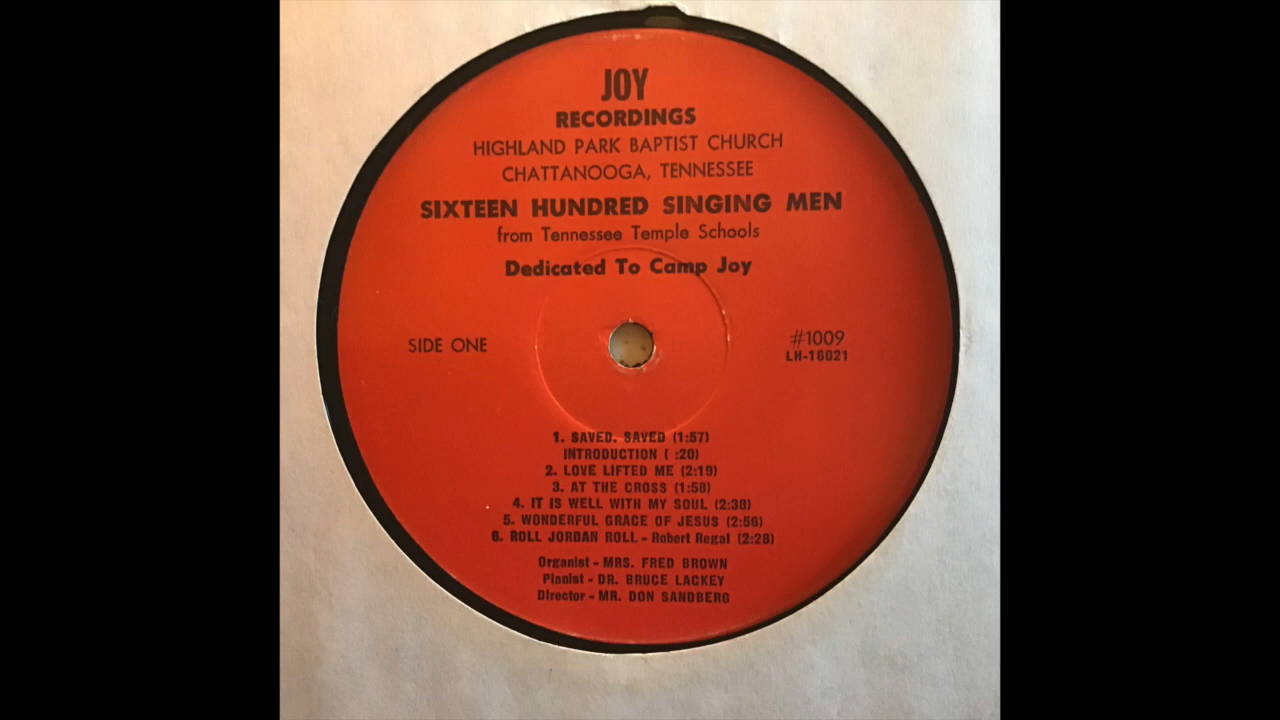 JOY
RECORDINGS
HIGHLAND PARK BAPTIST CHURCH
CHATTANOOGA, TENNESSEE
SIXTEEN HUNDRED SINGING MEN
from Tennessee Temple Schools
Dedicated To Camp Joy
SIDE ONE
#1009
LH-16021
1. SAVED, SAVED (1:57)
INTRODUCTION ( :20)
2. LOVE LIFTED ME (2:19)
3. AT THE CROSS (1:58)
4. IT IS WELL WITH MY SOUL (2:38)
5. WONDERFUL GRACE OF JESUS (2:56)
6. ROLL JORDAN ROLL - Robert Regal (2:28)
Organist - MRS. FRED BROWN
Pianist - DR. BRUCE LACKEY
Director - MR. DON SANDBERG